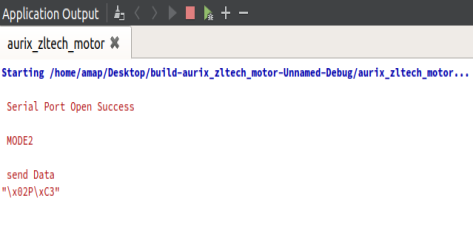 Application Output
aurix_zltech_motor
Starting /home/amap/Desktop/build-aurix_zltech_motor-Unnamed-Debug/aurix_zltech_motor...
Serial Port Open Success
MODE2
send Data
"\x02P\xC3"